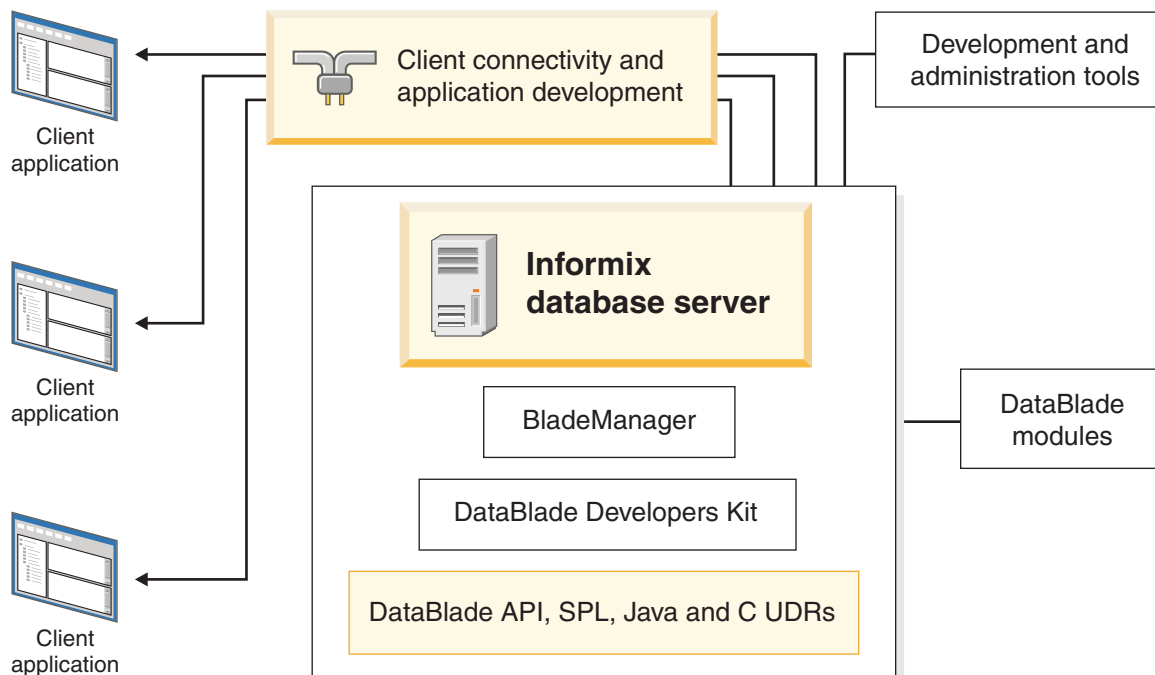 Client connectivity and
application development
Development and
administration tools
Client
application
Informix
database server
Client
application
BladeManager
DataBlade
modules
DataBlade Developers Kit
DataBlade API, SPL, Java and C UDRs
Client
application